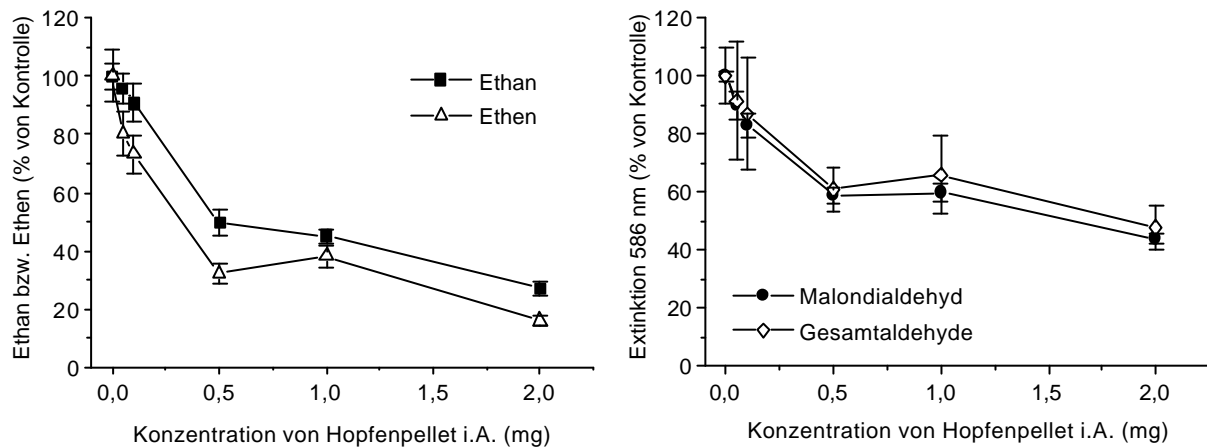 120
100
80
60
40
20
0
Ethan bzw. Ethen (% von Kontrolle)
Ethan
Ethen
0,0 0,5 1,0 1,5 2,0
Konzentration von Hopfenpellet i.A. (mg)
120
100
80
60
40
20
0
Extinktion 586 nm (% von Kontrolle)
Malondialdehyd
Gesamtaldehyde
0,0 0,5 1,0 1,5 2,0
Konzentration von Hopfenpellet i.A. (mg)